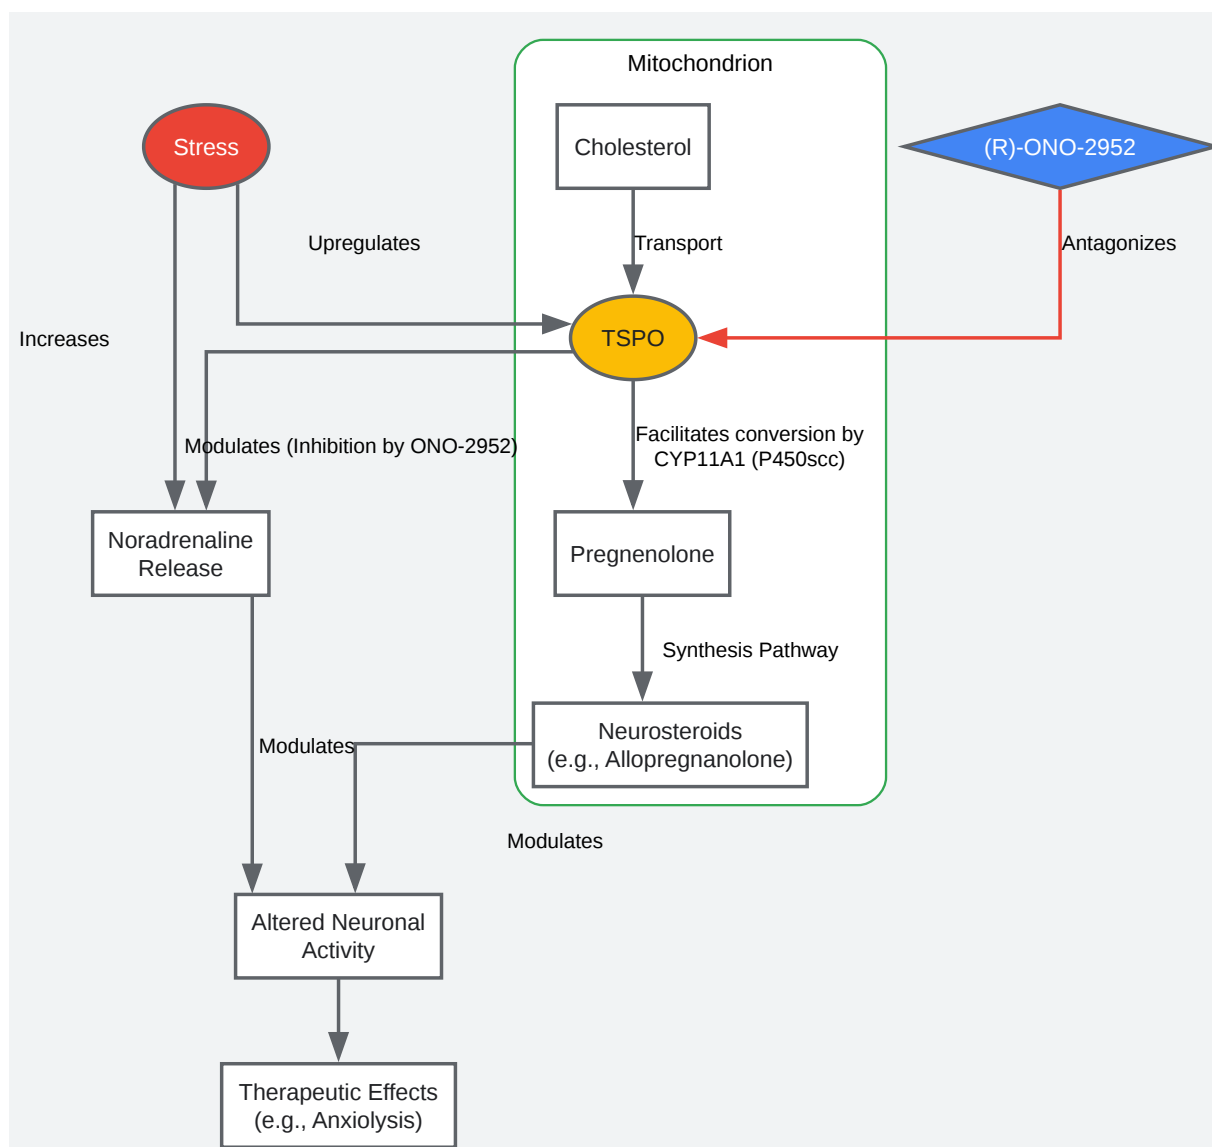 Mitochondrion
Stress
Cholesterol
(R)-ONO-2952
Upregulates
Transport
Antagonizes
Increases
TSPO
Modulates (Inhibition by ONO-2952)
Facilitates conversion by
CYP11A1 (P450scc)
Noradrenaline
Release
Pregnenolone
Synthesis Pathway
Neurosteroids
(e.g., Allopregnanolone)
Modulates
Modulates
Altered Neuronal
Activity
Therapeutic Effects
(e.g., Anxiolysis)